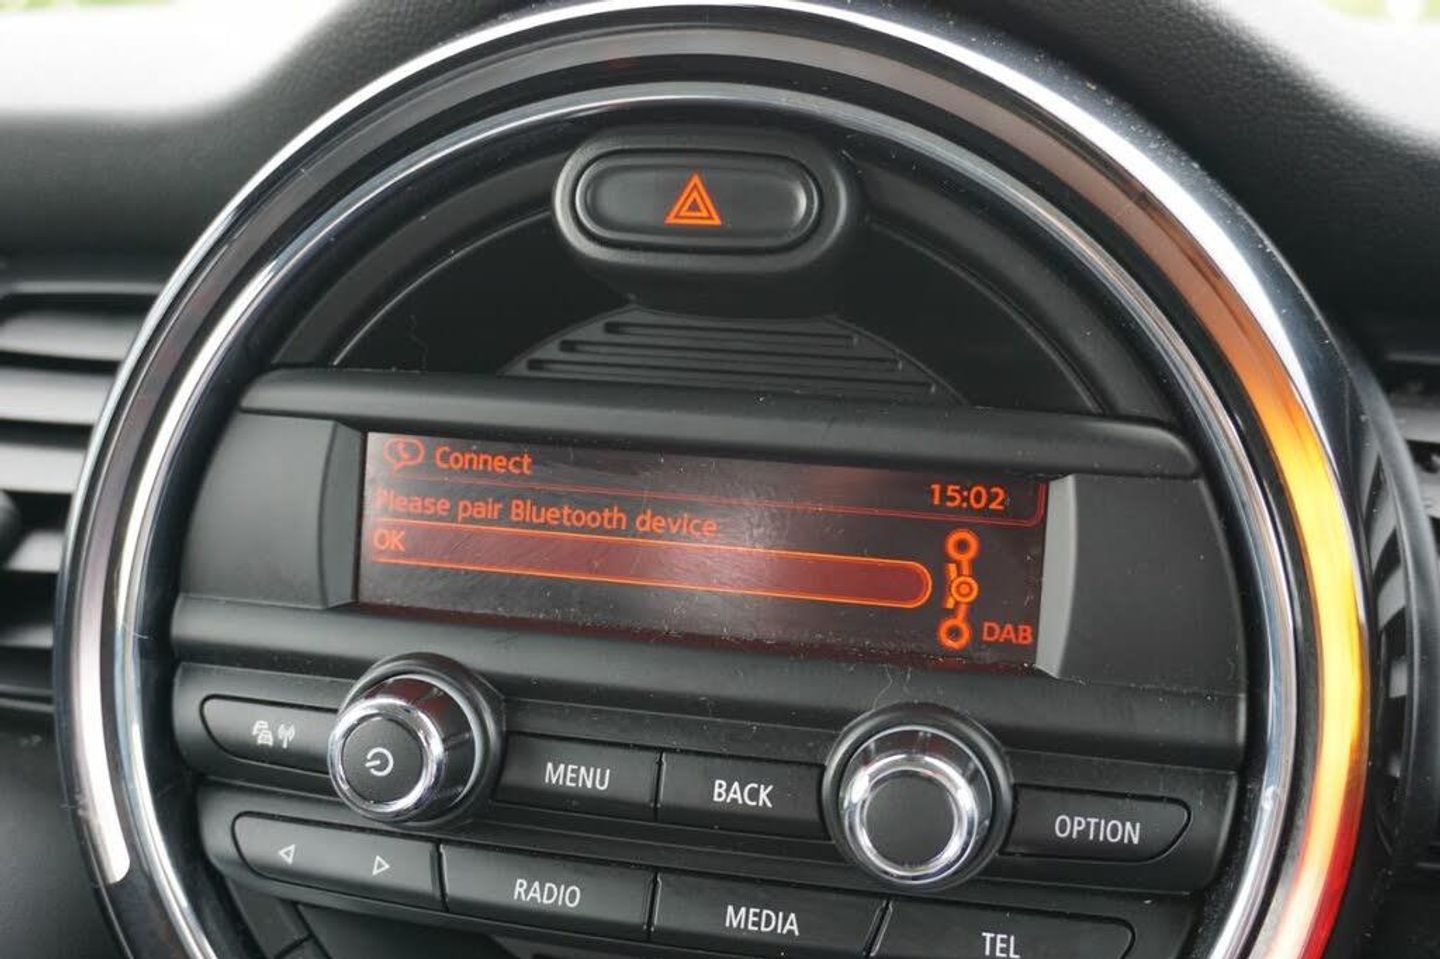 Connect
15:02
Please pair Bluetooth device
OK
DAB
MENU
BACK
OPTION
RADIO
MEDIA
TEL